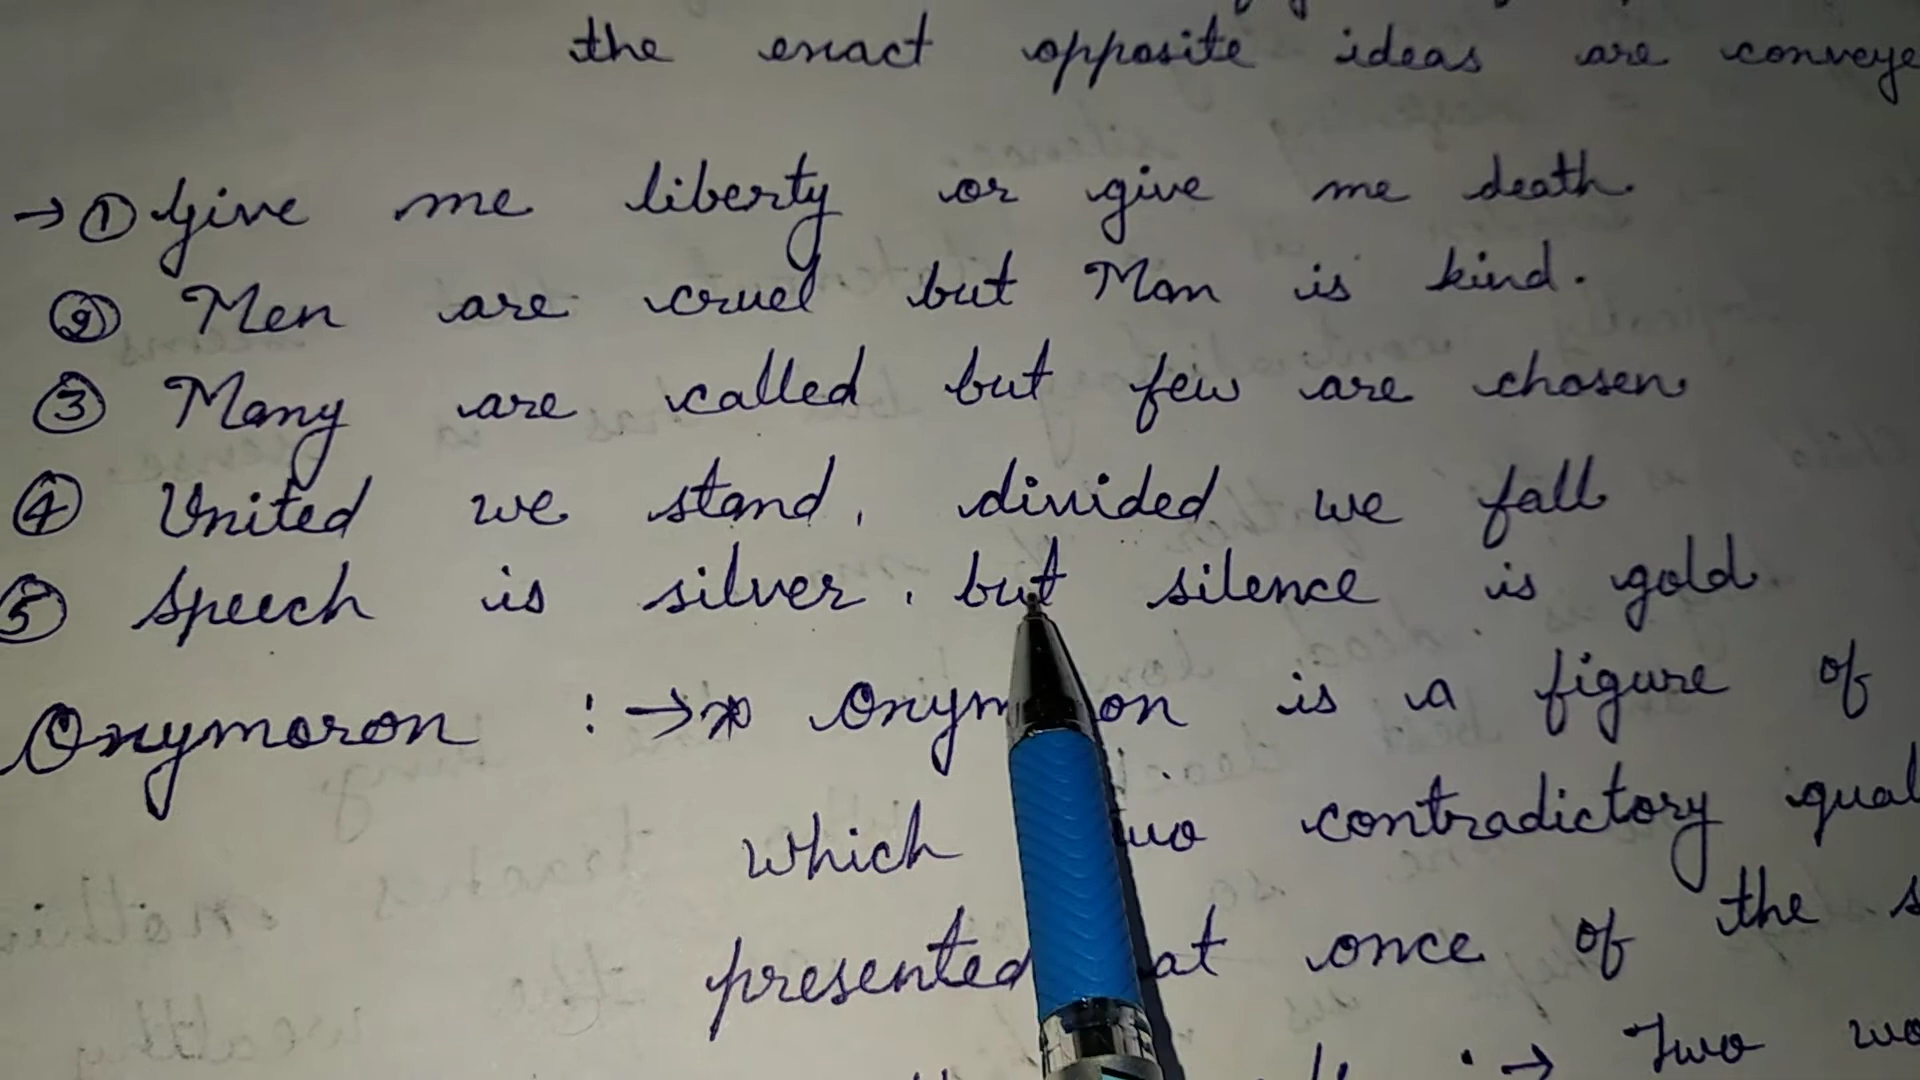 the exact opposite ideas are conveye
→ ① Give me liberty or give me death
② Men are cruel but Man is kind.
③ Many are called but few are chosen
④ United we stand, divided we fall
⑤ Speech is silver, but silence is gold
Oxymoron :→* Oxym on is a figure of
which contradictory qual
presented at once of the s
:→ Two wo